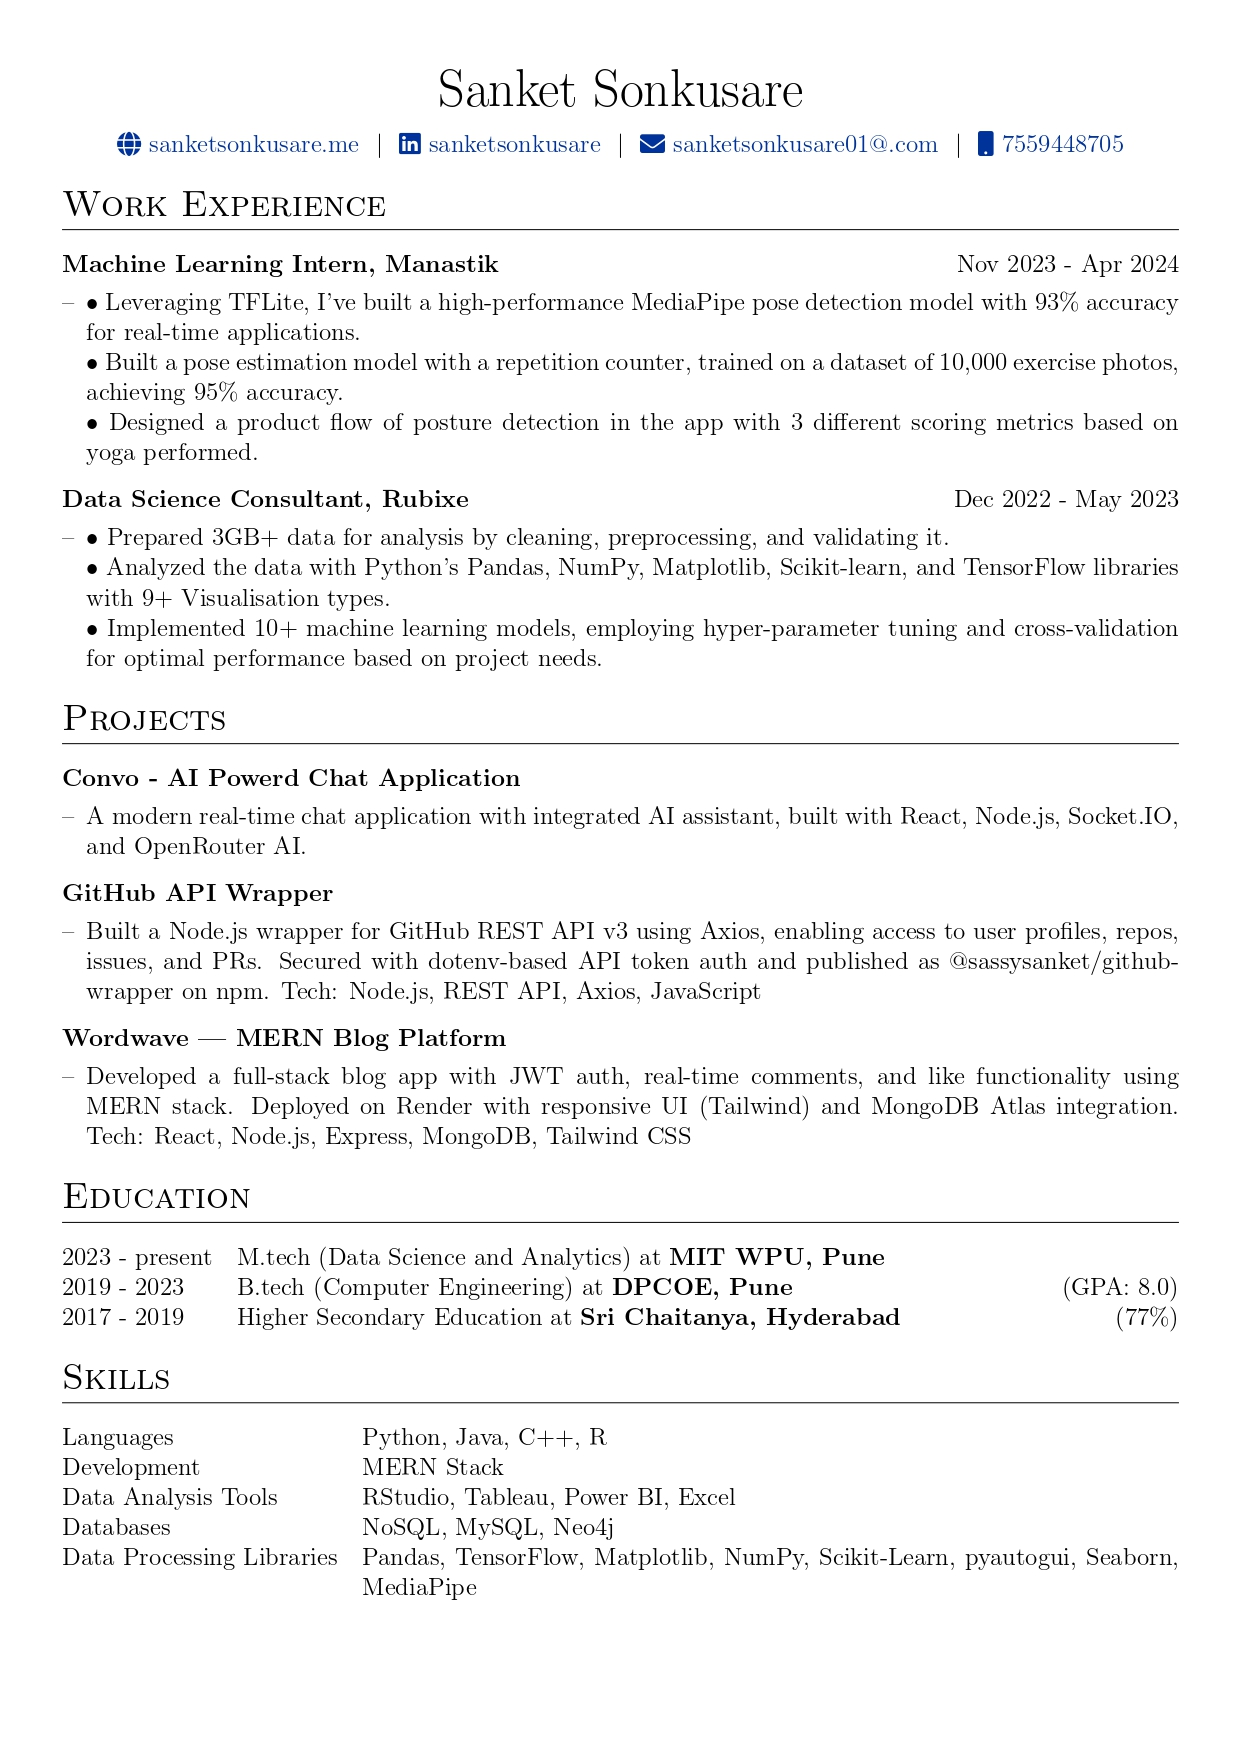 Sanket Sonkusare
sanketsonkusare.me | sanketsonkusare | sanketsonkusare01@.com | 7559448705
Work Experience
Machine Learning Intern, Manastik Nov 2023 - Apr 2024
– • Leveraging TFLite, I've built a high-performance MediaPipe pose detection model with 93% accuracy
for real-time applications.
• Built a pose estimation model with a repetition counter, trained on a dataset of 10,000 exercise photos,
achieving 95% accuracy.
• Designed a product flow of posture detection in the app with 3 different scoring metrics based on
yoga performed.
Data Science Consultant, Rubixe Dec 2022 - May 2023
– • Prepared 3GB+ data for analysis by cleaning, preprocessing, and validating it.
• Analyzed the data with Python's Pandas, NumPy, Matplotlib, Scikit-learn, and TensorFlow libraries
with 9+ Visualisation types.
• Implemented 10+ machine learning models, employing hyper-parameter tuning and cross-validation
for optimal performance based on project needs.
Projects
Convo - AI Powerd Chat Application
– A modern real-time chat application with integrated AI assistant, built with React, Node.js, Socket.IO,
and OpenRouter AI.
GitHub API Wrapper
– Built a Node.js wrapper for GitHub REST API v3 using Axios, enabling access to user profiles, repos,
issues, and PRs. Secured with dotenv-based API token auth and published as @sassysanket/github-
wrapper on npm. Tech: Node.js, REST API, Axios, JavaScript
Wordwave — MERN Blog Platform
– Developed a full-stack blog app with JWT auth, real-time comments, and like functionality using
MERN stack. Deployed on Render with responsive UI (Tailwind) and MongoDB Atlas integration.
Tech: React, Node.js, Express, MongoDB, Tailwind CSS
Education
2023 - present M.tech (Data Science and Analytics) at MIT WPU, Pune
2019 - 2023 B.tech (Computer Engineering) at DPCOE, Pune (GPA: 8.0)
2017 - 2019 Higher Secondary Education at Sri Chaitanya, Hyderabad (77%)
Skills
Languages Python, Java, C++, R
Development MERN Stack
Data Analysis Tools RStudio, Tableau, Power BI, Excel
Databases NoSQL, MySQL, Neo4j
Data Processing Libraries Pandas, TensorFlow, Matplotlib, NumPy, Scikit-Learn, pyautogui, Seaborn,
MediaPipe